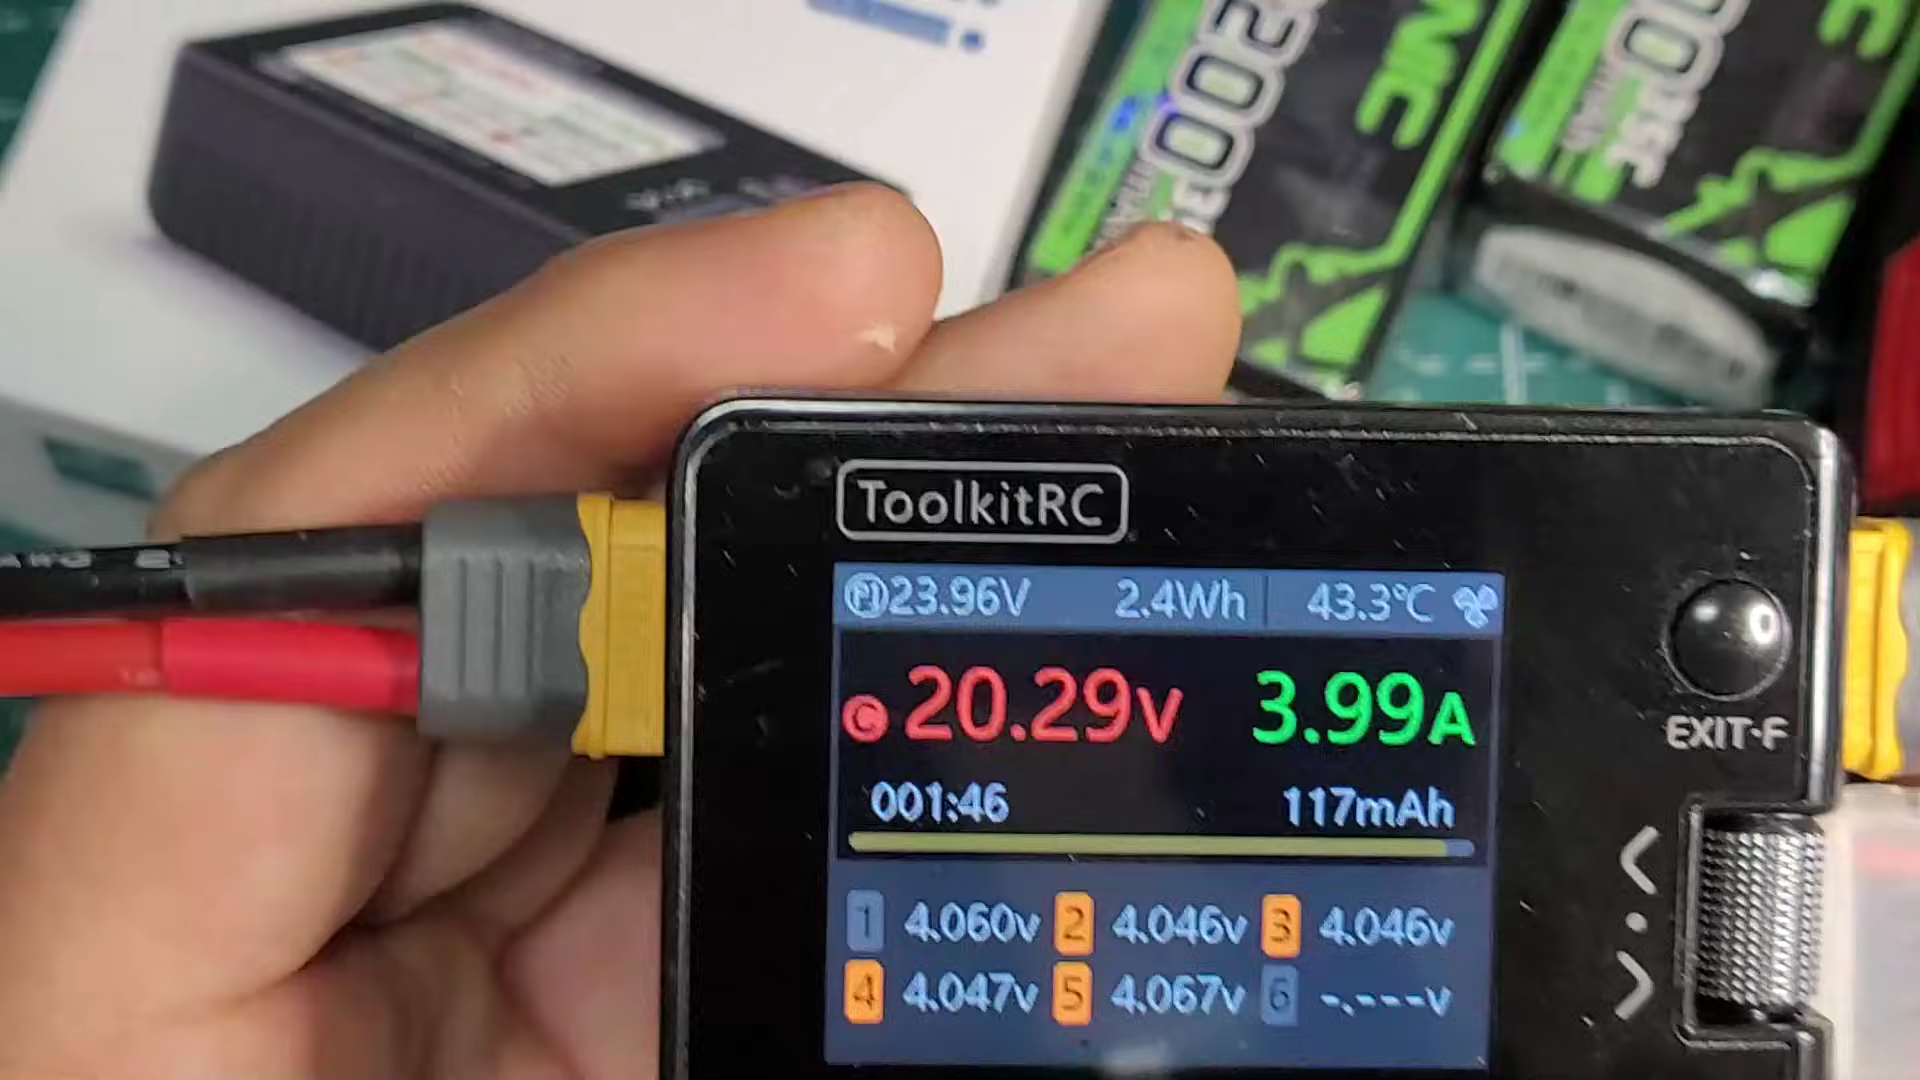 ToolkitRC
P1 23.96V 2.4Wh 43.3°C
C 20.29V 3.99A
001:46 117mAh
1 4.060v 2 4.046v 3 4.046v
4 4.047v 5 4.067v 6 -.---v
EXIT·F
< · >